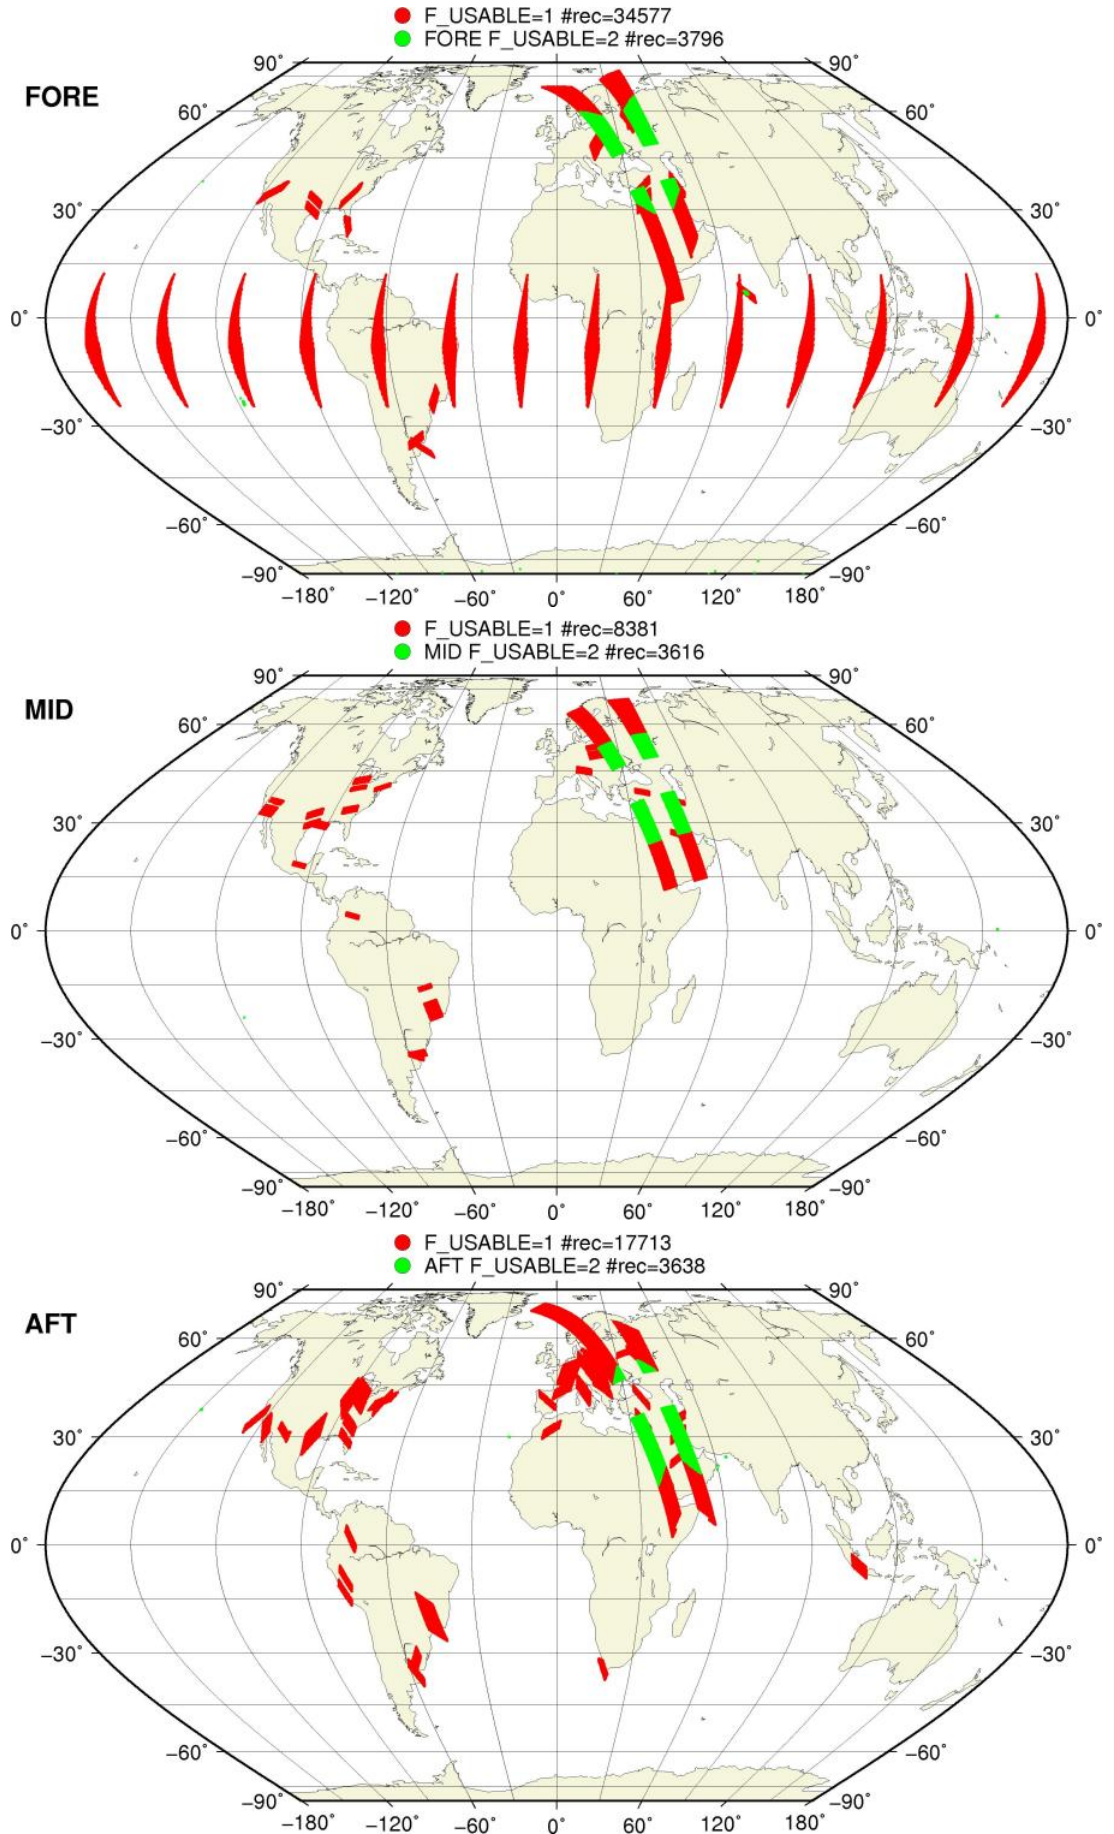 F_USABLE=1 #rec=34577
FORE F_USABLE=2 #rec=3796
FORE
90° 90°
60° 60°
30° 30°
0° 0°
−30° −30°
−60° −60°
−90° −90°
−180° −120° −60° 0° 60° 120° 180°
F_USABLE=1 #rec=8381
MID F_USABLE=2 #rec=3616
MID
90° 90°
60° 60°
30° 30°
0° 0°
−30° −30°
−60° −60°
−90° −90°
−180° −120° −60° 0° 60° 120° 180°
F_USABLE=1 #rec=17713
AFT F_USABLE=2 #rec=3638
AFT
90° 90°
60° 60°
30° 30°
0° 0°
−30° −30°
−60° −60°
−90° −90°
−180° −120° −60° 0° 60° 120° 180°